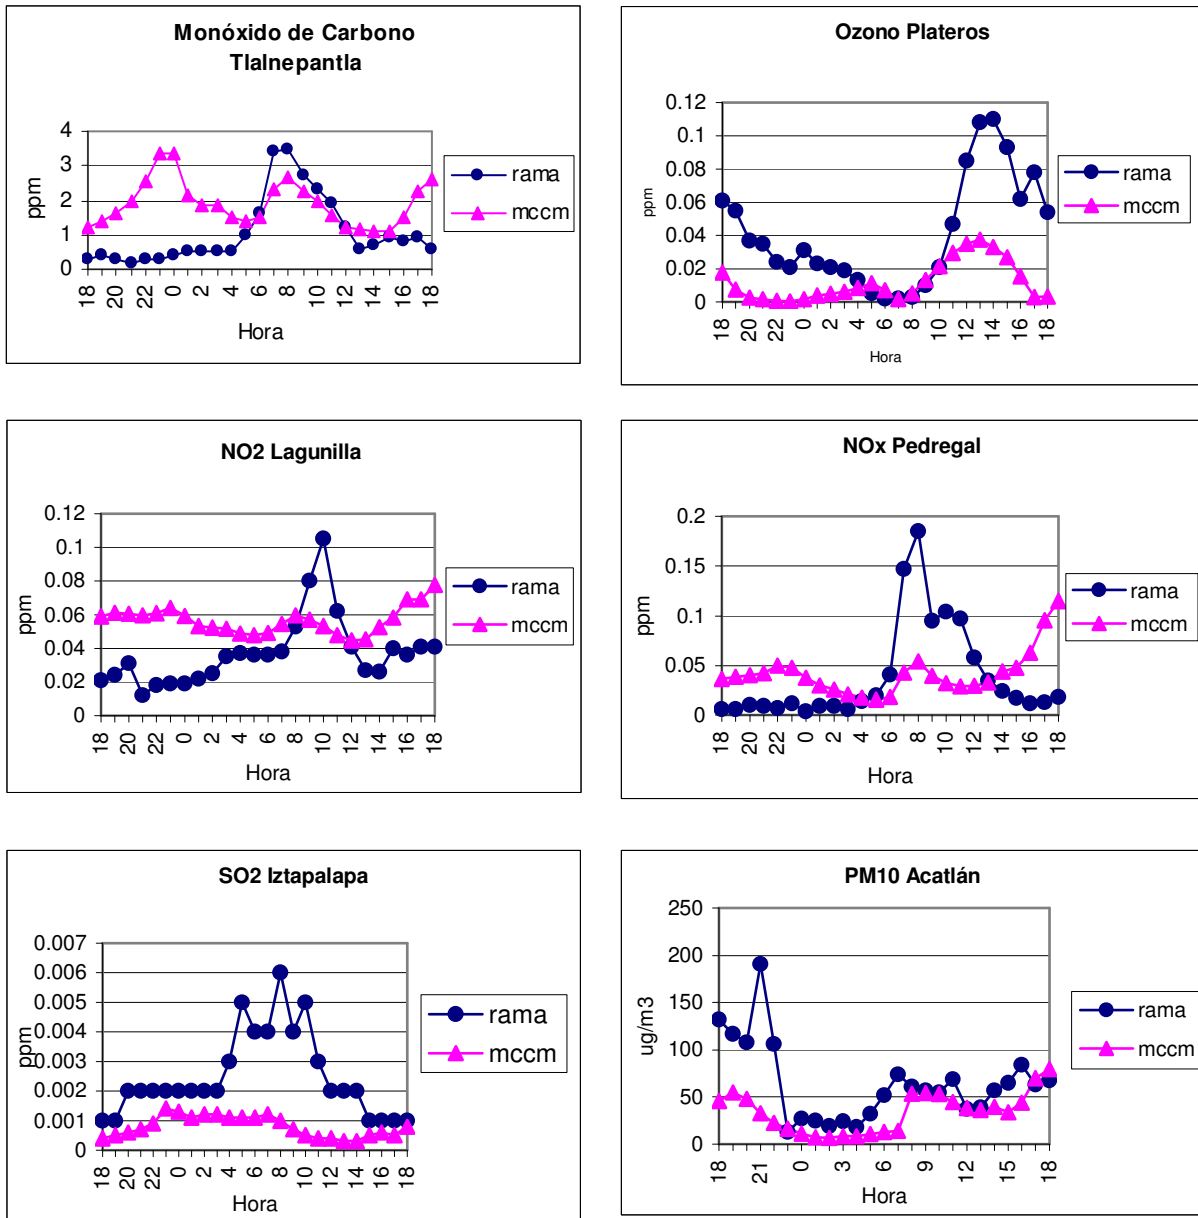 Monóxido de Carbono
Tlalnepantla
4
3
2
1
0
ppm
18 20 22 0 2 4 6 8 10 12 14 16 18
Hora
rama
mccm
Ozono Plateros
0.12
0.1
0.08
0.06
0.04
0.02
0
ppm
18 20 22 0 2 4 6 8 10 12 14 16 18
Hora
rama
mccm
NO2 Lagunilla
0.12
0.1
0.08
0.06
0.04
0.02
0
ppm
18 20 22 0 2 4 6 8 10 12 14 16 18
Hora
rama
mccm
NOx Pedregal
0.2
0.15
0.1
0.05
0
ppm
18 20 22 0 2 4 6 8 10 12 14 16 18
Hora
rama
mccm
SO2 Iztapalapa
0.007
0.006
0.005
0.004
0.003
0.002
0.001
0
ppm
18 20 22 0 2 4 6 8 10 12 14 16 18
Hora
rama
mccm
PM10 Acatlán
250
200
150
100
50
0
ug/m3
18 21 0 3 6 9 12 15 18
Hora
rama
mccm